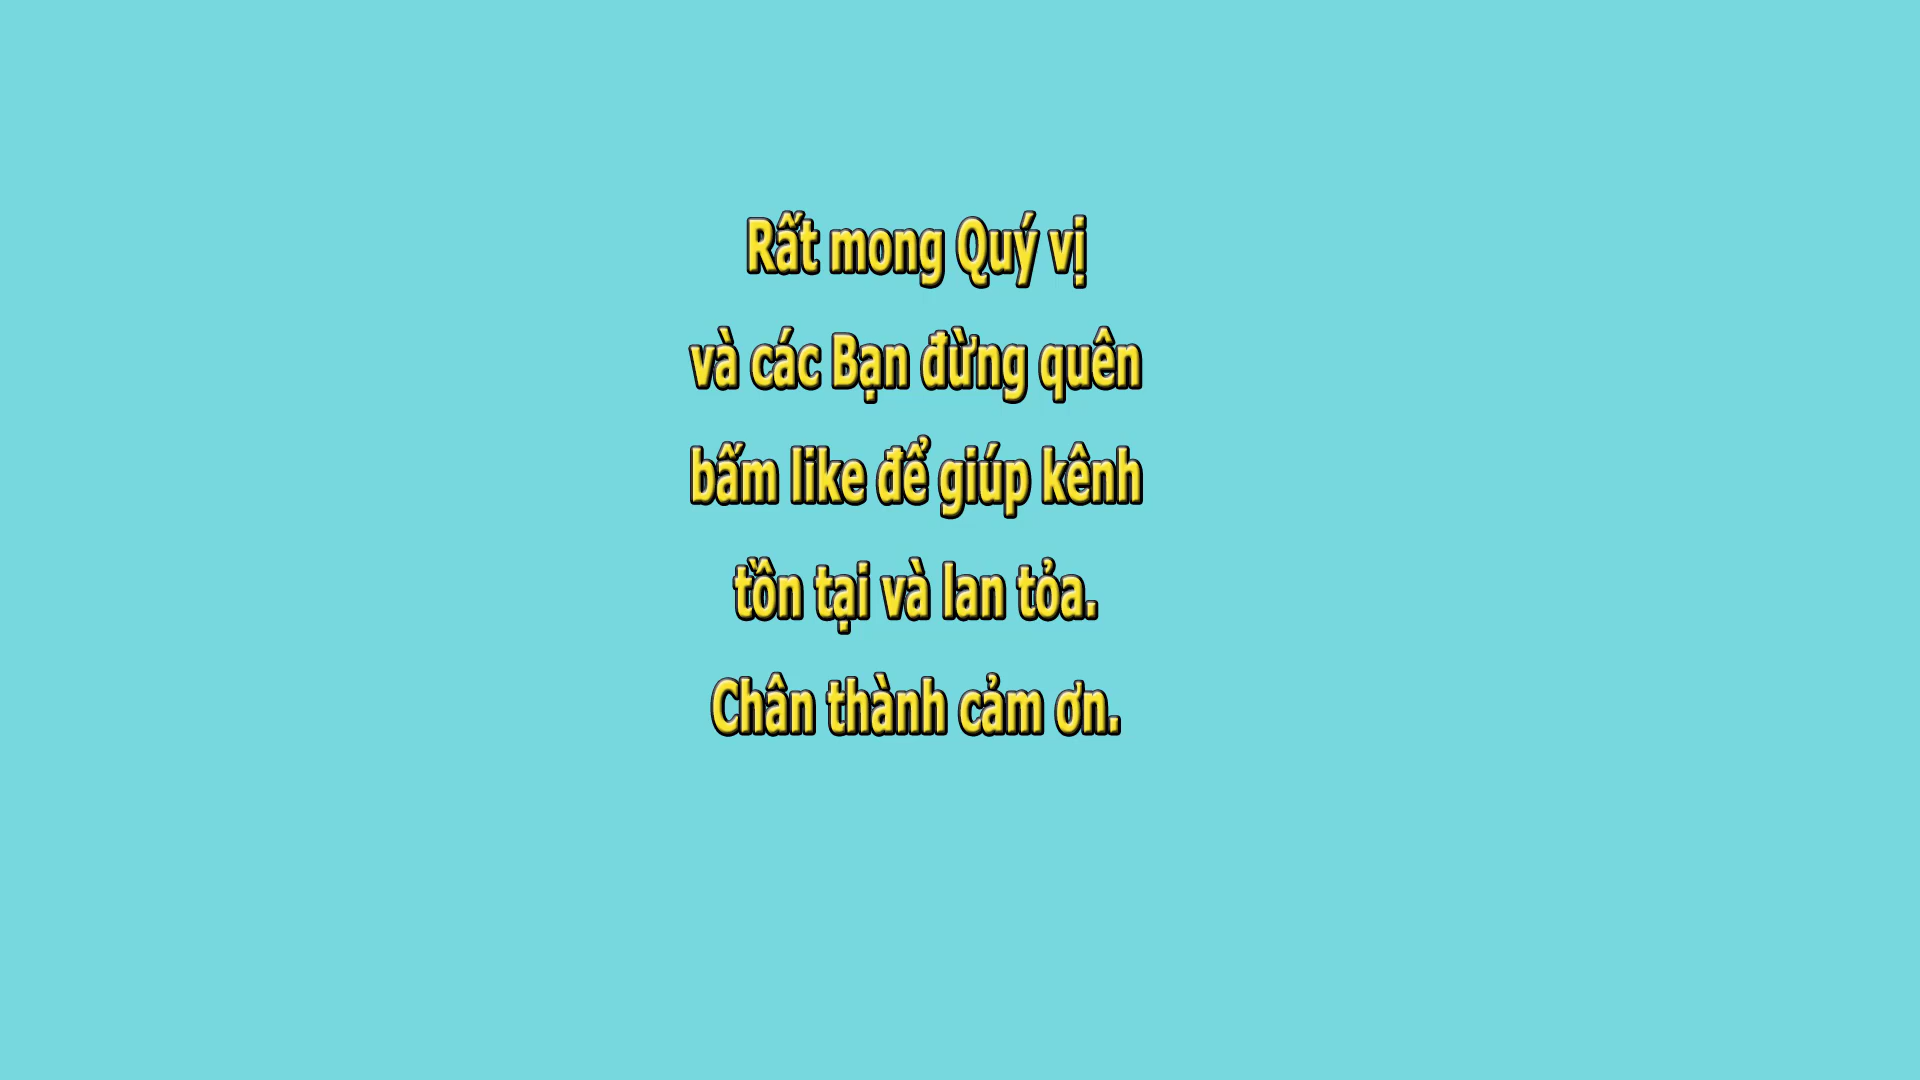 Rất mong Quý vị
và các Bạn đừng quên
bấm like để giúp kênh
tồn tại và lan tỏa.
Chân thành cảm ơn.